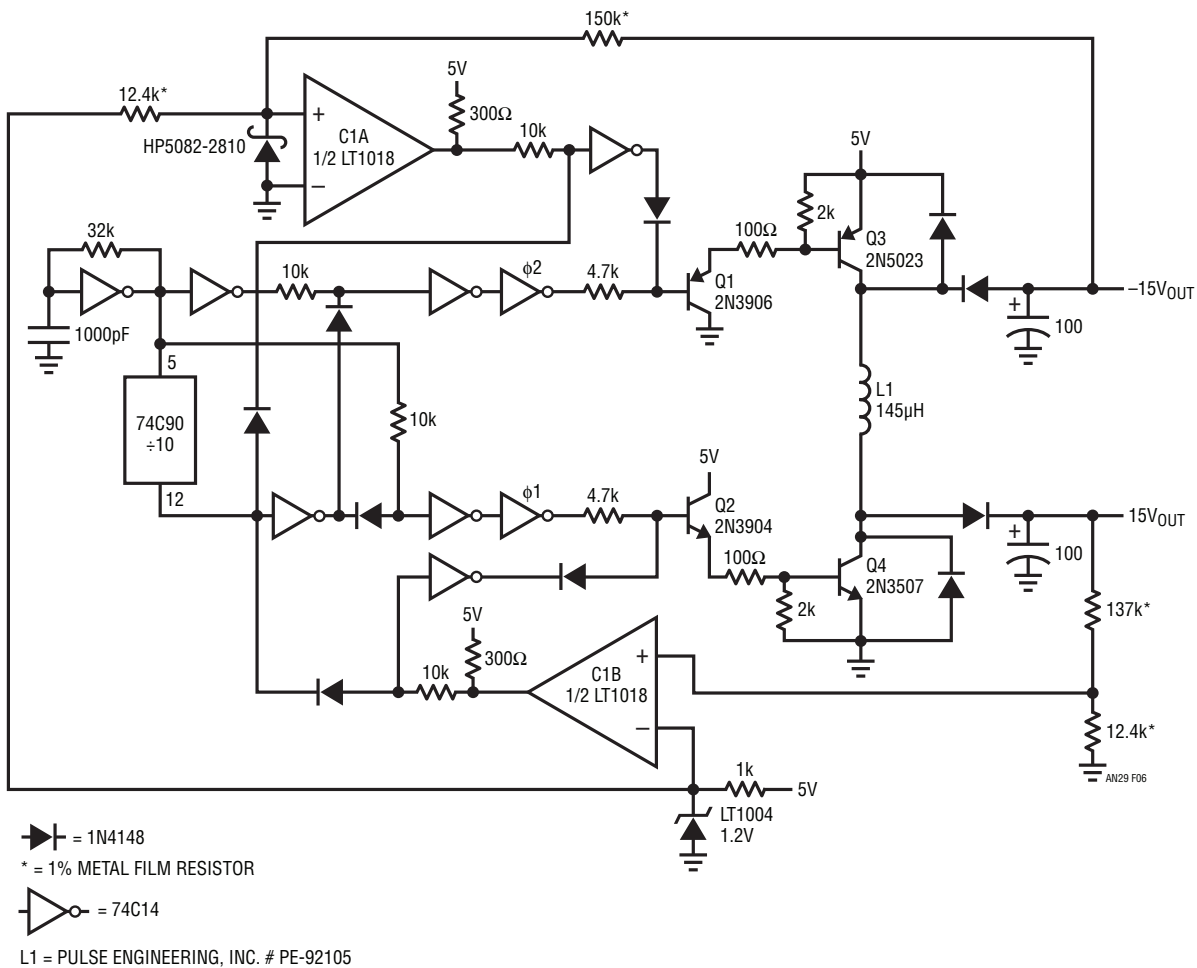 150k*
12.4k*
5V
300Ω
+
C1A
1/2 LT1018
−
10k
HP5082-2810
5V
2k
100Ω
Q3
2N5023
32k
10k
ϕ2
4.7k
Q1
2N3906
–15VOUT
+
100
1000pF
5
74C90
÷10
12
10k
L1
145µH
5V
ϕ1
4.7k
Q2
2N3904
15VOUT
+
100
100Ω
Q4
2N3507
2k
137k*
5V
300Ω
10k
C1B
1/2 LT1018
+
−
12.4k*
AN29 F06
1k
5V
LT1004
1.2V
= 1N4148
* = 1% METAL FILM RESISTOR
= 74C14
L1 = PULSE ENGINEERING, INC. # PE-92105